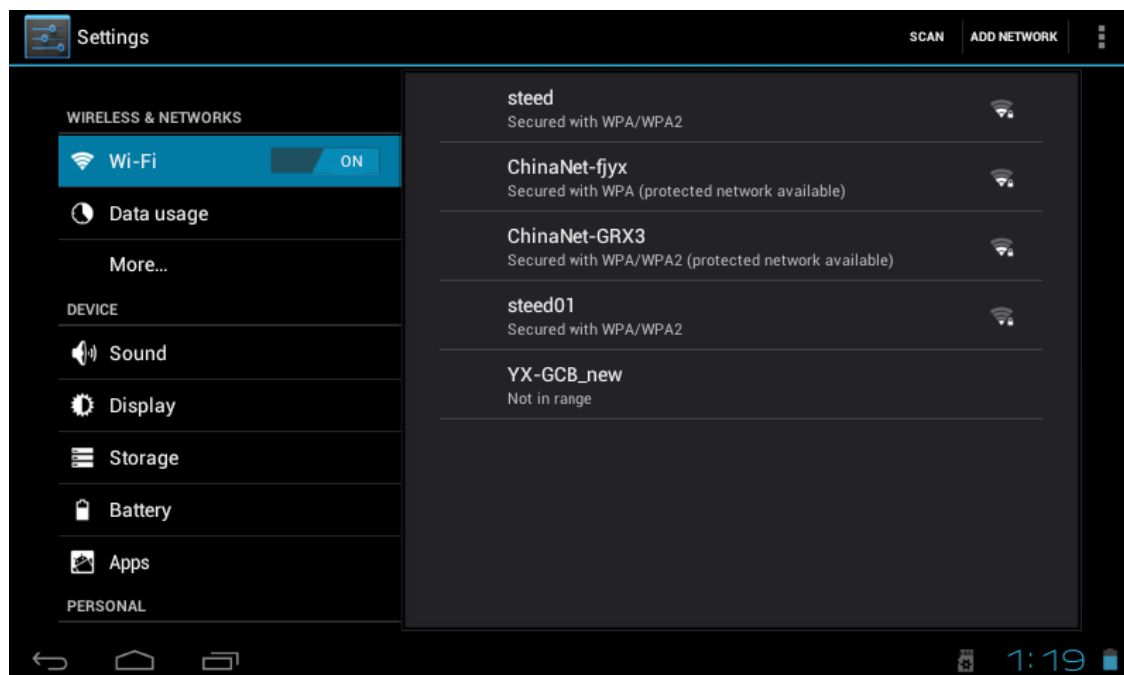 Settings
SCAN
ADD NETWORK
WIRELESS & NETWORKS
Wi-Fi
ON
Data usage
More...
DEVICE
Sound
Display
Storage
Battery
Apps
PERSONAL
steed
Secured with WPA/WPA2
ChinaNet-fjyx
Secured with WPA (protected network available)
ChinaNet-GRX3
Secured with WPA/WPA2 (protected network available)
steed01
Secured with WPA/WPA2
YX-GCB_new
Not in range
1:19